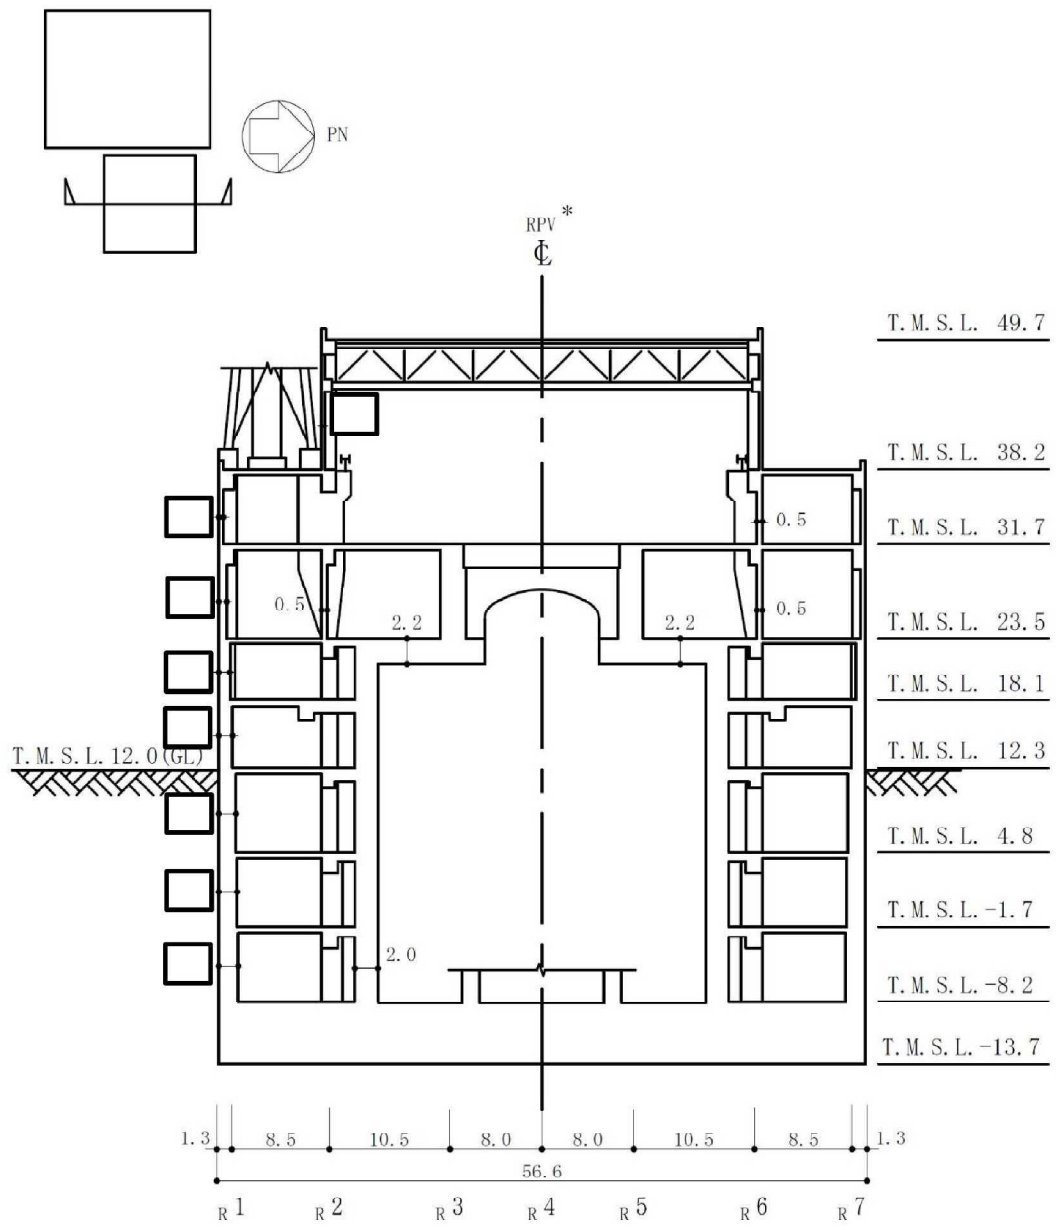 PN
RPV *
℄
T. M. S. L. 49.7
T. M. S. L. 38.2
0.5
T. M. S. L. 31.7
0.5
0.5
2.2
2.2
T. M. S. L. 23.5
T. M. S. L. 18.1
T. M. S. L. 12.0(GL)
T. M. S. L. 12.3
T. M. S. L. 4.8
T. M. S. L. -1.7
2.0
T. M. S. L. -8.2
T. M. S. L. -13.7
1.3 8.5 10.5 8.0 8.0 10.5 8.5 1.3
56.6
R1 R2 R3 R4 R5 R6 R7